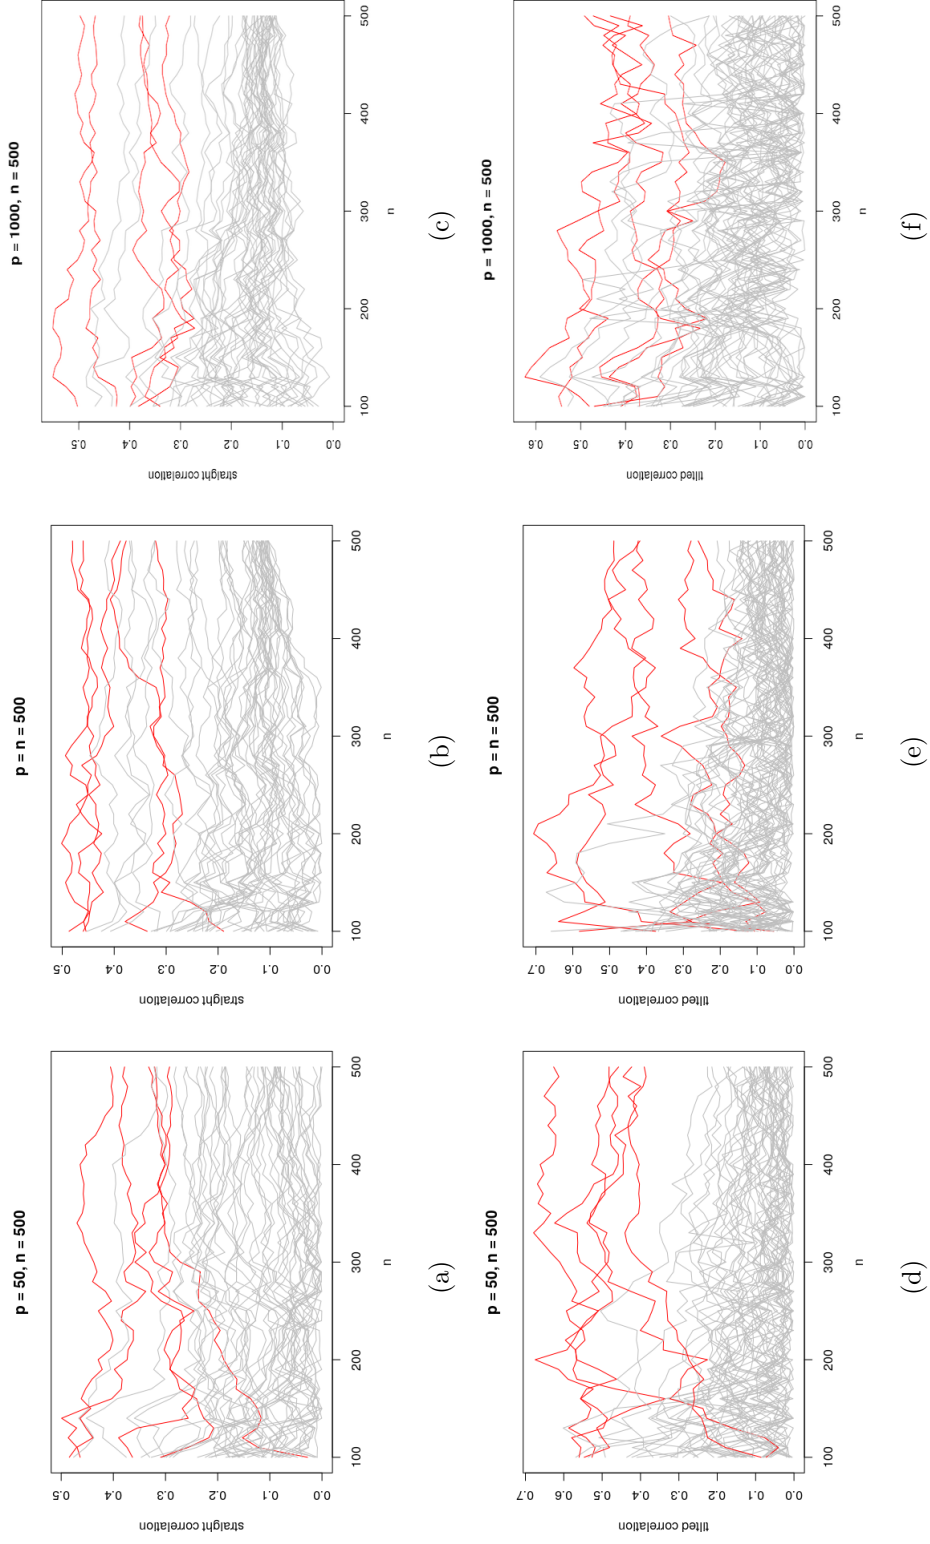 p = 50, n = 500
straight correlation
0.0 0.1 0.2 0.3 0.4 0.5
100 200 300 400 500
n
(a)
p = n = 500
straight correlation
0.0 0.1 0.2 0.3 0.4 0.5
100 200 300 400 500
n
(b)
p = 1000, n = 500
straight correlation
0.0 0.1 0.2 0.3 0.4 0.5
100 200 300 400 500
n
(c)
p = 50, n = 500
tilted correlation
0.0 0.1 0.2 0.3 0.4 0.5 0.6 0.7
100 200 300 400 500
n
(d)
p = n = 500
tilted correlation
0.0 0.1 0.2 0.3 0.4 0.5 0.6 0.7
100 200 300 400 500
n
(e)
p = 1000, n = 500
tilted correlation
0.0 0.1 0.2 0.3 0.4 0.5 0.6
100 200 300 400 500
n
(f)